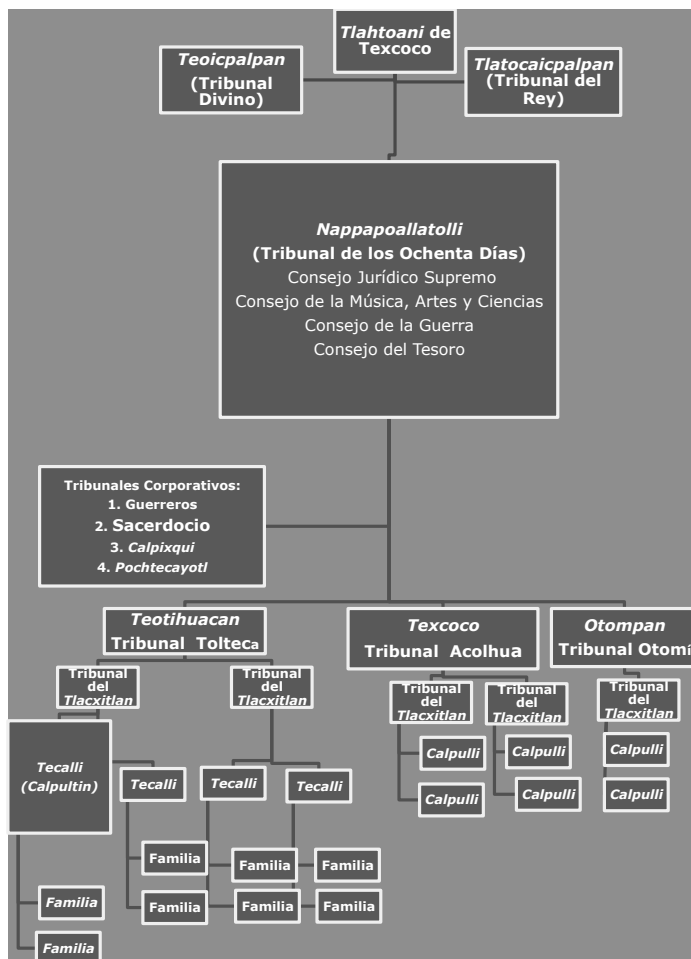 Tlahtoani de
Texcoco
Teoicpalpan
(Tribunal
Divino)
Tlatocaicpalpan
(Tribunal del
Rey)
Nappapoallatolli
(Tribunal de los Ochenta Días)
Consejo Jurídico Supremo
Consejo de la Música, Artes y Ciencias
Consejo de la Guerra
Consejo del Tesoro
Tribunales Corporativos:
1. Guerreros
2. Sacerdocio
3. Calpixqui
4. Pochtecayotl
Teotihuacan
Tribunal Tolteca
Texcoco
Tribunal Acolhua
Otompan
Tribunal Otomí
Tribunal
del
Tlacxitlan
Tribunal
del
Tlacxitlan
Tribunal
del
Tlacxitlan
Tribunal
del
Tlacxitlan
Tribunal
del
Tlacxitlan
Tecalli
(Calpultin)
Tecalli
Tecalli
Tecalli
Calpulli
Calpulli
Calpulli
Calpulli
Calpulli
Calpulli
Familia
Familia
Familia
Familia
Familia
Familia
Familia
Familia